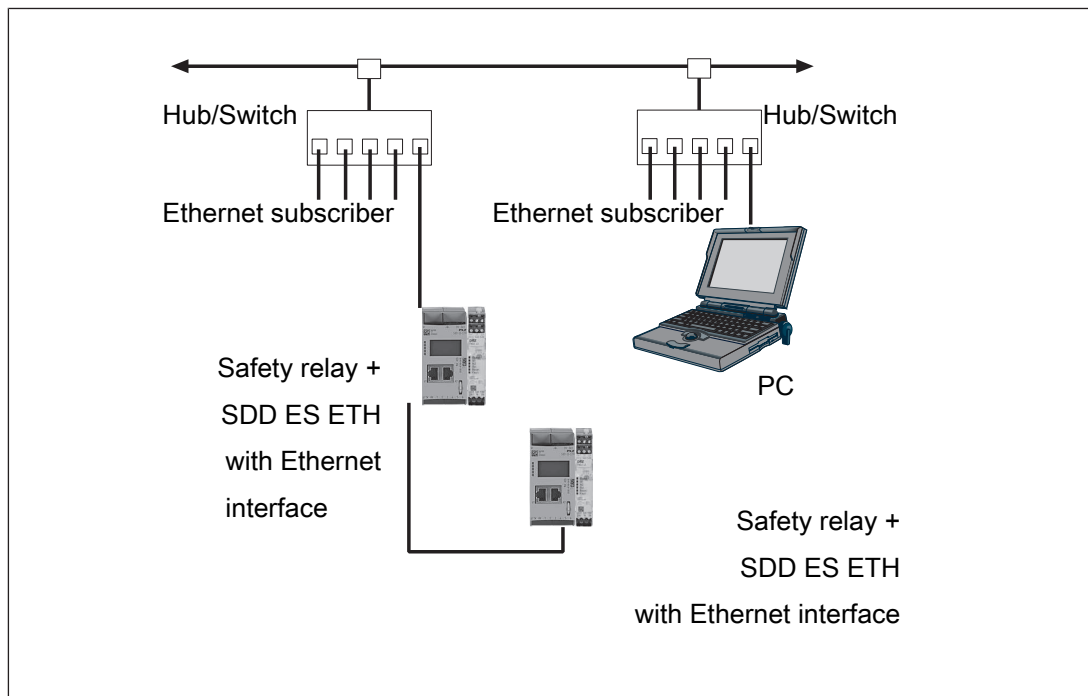 Hub/Switch
Hub/Switch
Ethernet subscriber
Ethernet subscriber
PC
Safety relay +
SDD ES ETH
with Ethernet
interface
Safety relay +
SDD ES ETH
with Ethernet interface